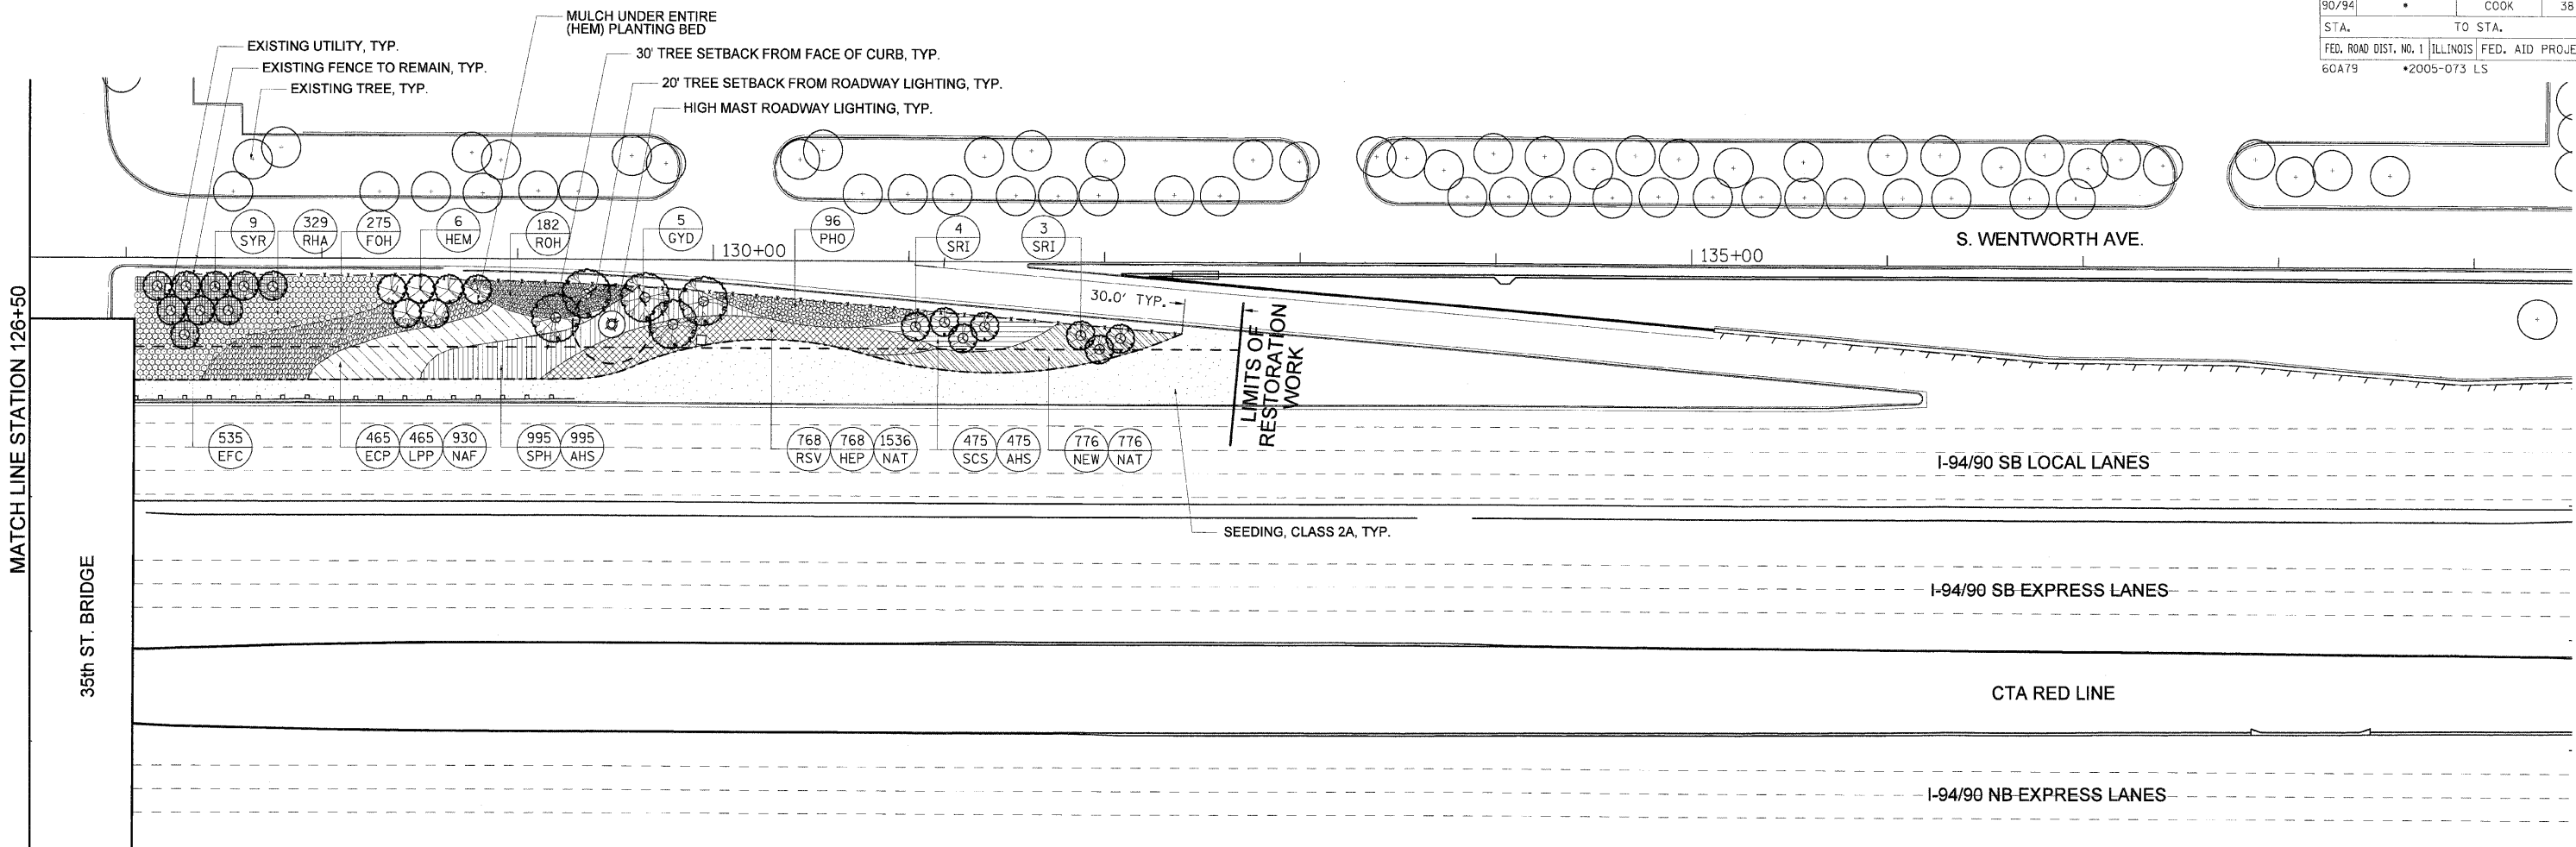 90/94 * COOK 38
STA. TO STA.
FED. ROAD DIST. NO. 1 ILLINOIS FED. AID PROJE
60A79 *2005-073 LS
MULCH UNDER ENTIRE
(HEM) PLANTING BED
EXISTING UTILITY, TYP.
30' TREE SETBACK FROM FACE OF CURB, TYP.
EXISTING FENCE TO REMAIN, TYP.
20' TREE SETBACK FROM ROADWAY LIGHTING, TYP.
EXISTING TREE, TYP.
HIGH MAST ROADWAY LIGHTING, TYP.
9
SYR
329
RHA
275
FOH
6
HEM
182
ROH
5
GYD
96
PHO
4
SRI
3
SRI
S. WENTWORTH AVE.
130+00
135+00
30.0' TYP.
MATCH LINE STATION 126+50
LIMITS OF
RESTORATION
WORK
535
EFC
465
ECP
465
LPP
930
NAF
995
SPH
995
AHS
768
RSV
768
HEP
1536
NAT
475
SCS
475
AHS
776
NEW
776
NAT
I-94/90 SB LOCAL LANES
SEEDING, CLASS 2A, TYP.
35th ST. BRIDGE
I-94/90 SB EXPRESS LANES
CTA RED LINE
I-94/90 NB EXPRESS LANES